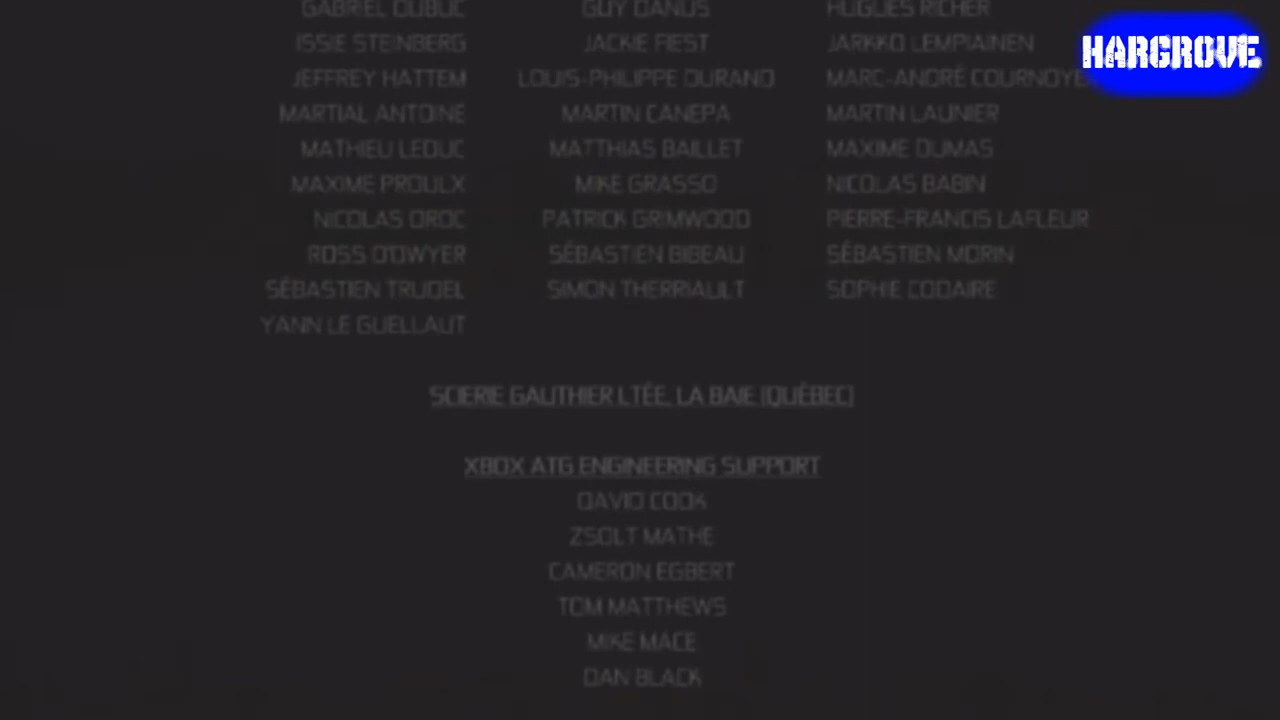 GABRIEL DUBUC GUY DANUS HUGUES RICHER
ISSIE STEINBERG JACKIE FIEST JARKKO LEMPIAINEN
JEFFREY HATTEM LOUIS-PHILIPPE DURAND MARC-ANDRÉ COURNOYER
MARTIAL ANTOINE MARTIN CANEPA MARTIN LAUNIER
MATHIEU LEDUC MATTHIAS BAILLET MAXIME DUMAS
MAXIME PROULX MIKE GRASSO NICOLAS BABIN
NICOLAS DROC PATRICK GRIMWOOD PIERRE-FRANCIS LAFLEUR
ROSS O'DWYER SÉBASTIEN BIBEAU SÉBASTIEN MORIN
SÉBASTIEN TRUDEL SIMON THERRIAULT SOPHIE CODAIRE
YANN LE GUELLAUT
SCIERIE GAUTHIER LTÉE, LA BAIE (QUÉBEC)
XBOX ATG ENGINEERING SUPPORT
DAVID COOK
ZSOLT MATHE
CAMERON EGBERT
TOM MATTHEWS
MIKE MACE
DAN BLACK
HARGROVE